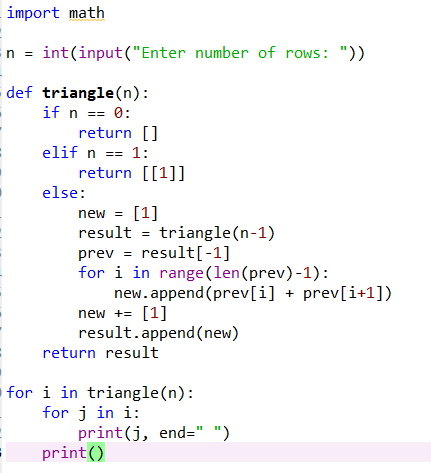 import math
n = int(input("Enter number of rows: "))
def triangle(n):
    if n == 0:
        return []
    elif n == 1:
        return [[1]]
    else:
        new = [1]
        result = triangle(n-1)
        prev = result[-1]
        for i in range(len(prev)-1):
            new.append(prev[i] + prev[i+1])
        new += [1]
        result.append(new)
    return result
for i in triangle(n):
    for j in i:
        print(j, end=" ")
    print()